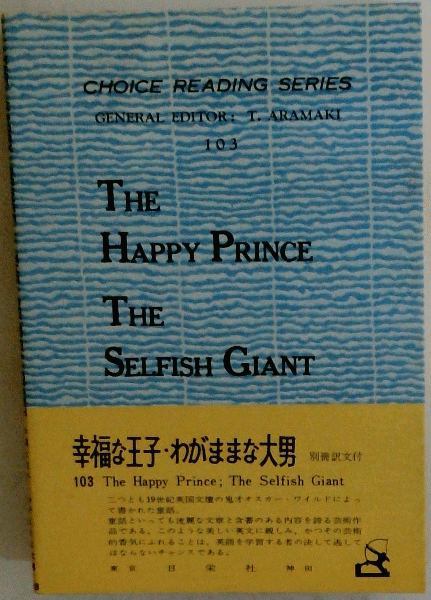 CHOICE READING SERIES
GENERAL EDITOR: T. ARAMAKI
103
THE
HAPPY PRINCE
THE
SELFISH GIANT
幸福な王子・わがままな大男 別冊訳文付
103 The Happy Prince; The Selfish Giant
二つとも19世紀英国文壇の鬼才オスカー・ワイルドによっ
て書かれた童話。
童話といっても流麗な文章と含蓄のある内容を誇る芸術作
品である。このような美しい英文に親しみ、かつその芸術
的香気にふれることは、英語を学習する者の決して逃して
はならないチャンスである。
東京 日栄社 神田